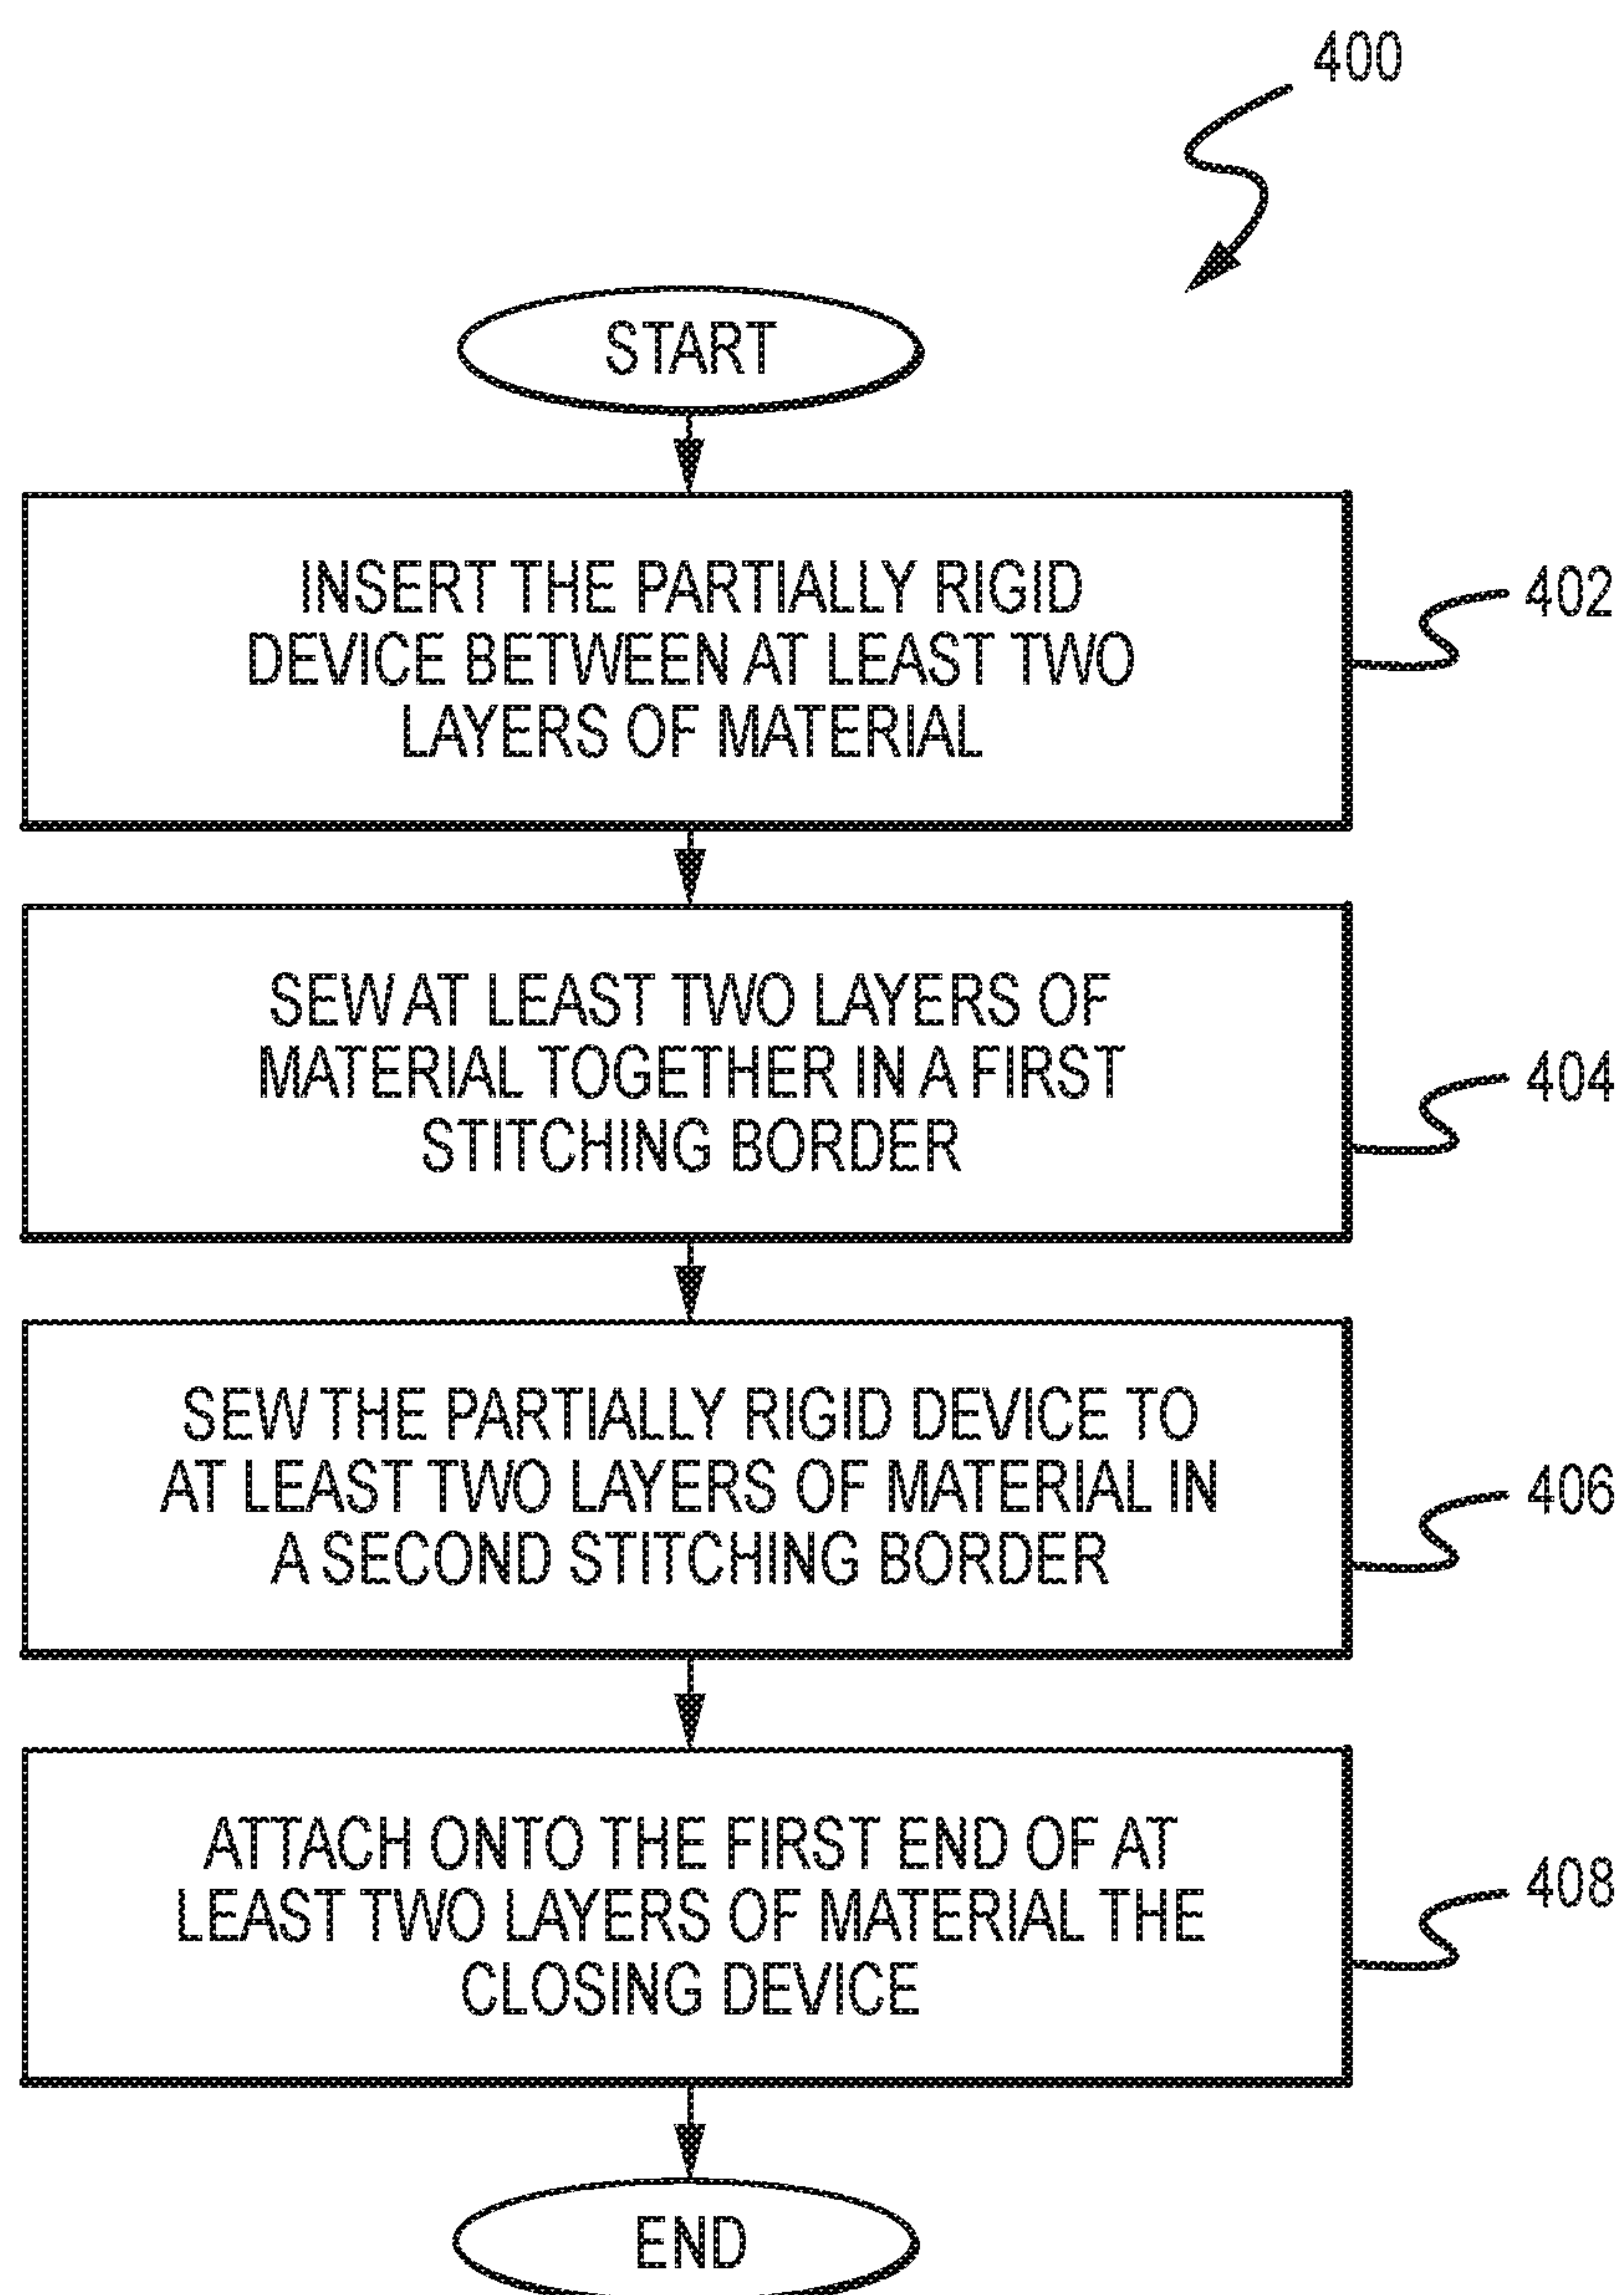 400
START
INSERT THE PARTIALLY RIGID
DEVICE BETWEEN AT LEAST TWO
LAYERS OF MATERIAL
402
SEW AT LEAST TWO LAYERS OF
MATERIAL TOGETHER IN A FIRST
STITCHING BORDER
404
SEW THE PARTIALLY RIGID DEVICE TO
AT LEAST TWO LAYERS OF MATERIAL IN
A SECOND STITCHING BORDER
406
ATTACH ONTO THE FIRST END OF AT
LEAST TWO LAYERS OF MATERIAL THE
CLOSING DEVICE
408
END